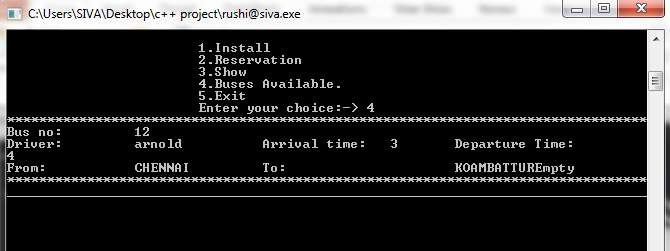 C:\Users\SIVA\Desktop\c++ project\rushi@siva.exe
1.Install
2.Reservation
3.Show
4.Buses Available.
5.Exit
Enter your choice:-> 4
********************************************************************************
Bus no: 12
Driver: arnold Arrival time: 3 Departure Time:
4
From: CHENNAI To: KOAMBATTUREmpty
********************************************************************************